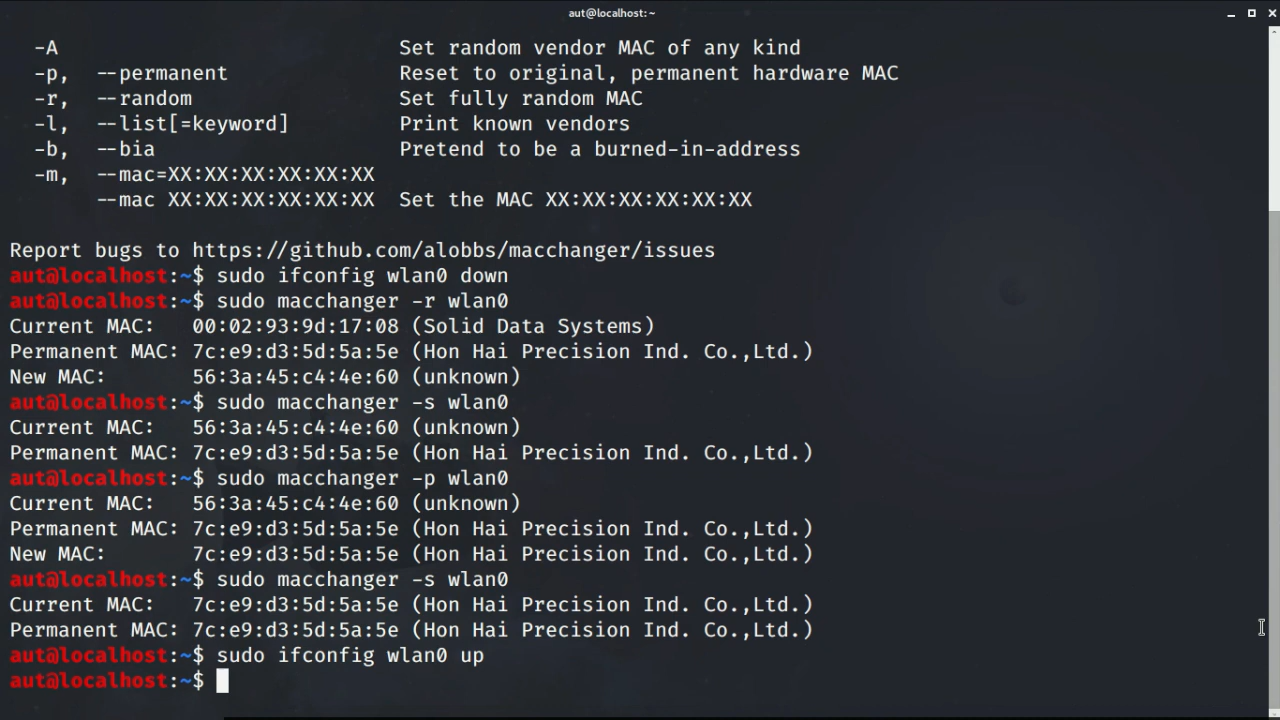 aut@localhost: ~
-A Set random vendor MAC of any kind
-p, --permanent Reset to original, permanent hardware MAC
-r, --random Set fully random MAC
-l, --list[=keyword] Print known vendors
-b, --bia Pretend to be a burned-in-address
-m, --mac=XX:XX:XX:XX:XX:XX
--mac XX:XX:XX:XX:XX:XX Set the MAC XX:XX:XX:XX:XX:XX
Report bugs to https://github.com/alobbs/macchanger/issues
aut@localhost:~$ sudo ifconfig wlan0 down
aut@localhost:~$ sudo macchanger -r wlan0
Current MAC: 00:02:93:9d:17:08 (Solid Data Systems)
Permanent MAC: 7c:e9:d3:5d:5a:5e (Hon Hai Precision Ind. Co.,Ltd.)
New MAC: 56:3a:45:c4:4e:60 (unknown)
aut@localhost:~$ sudo macchanger -s wlan0
Current MAC: 56:3a:45:c4:4e:60 (unknown)
Permanent MAC: 7c:e9:d3:5d:5a:5e (Hon Hai Precision Ind. Co.,Ltd.)
aut@localhost:~$ sudo macchanger -p wlan0
Current MAC: 56:3a:45:c4:4e:60 (unknown)
Permanent MAC: 7c:e9:d3:5d:5a:5e (Hon Hai Precision Ind. Co.,Ltd.)
New MAC: 7c:e9:d3:5d:5a:5e (Hon Hai Precision Ind. Co.,Ltd.)
aut@localhost:~$ sudo macchanger -s wlan0
Current MAC: 7c:e9:d3:5d:5a:5e (Hon Hai Precision Ind. Co.,Ltd.)
Permanent MAC: 7c:e9:d3:5d:5a:5e (Hon Hai Precision Ind. Co.,Ltd.)
aut@localhost:~$ sudo ifconfig wlan0 up
aut@localhost:~$